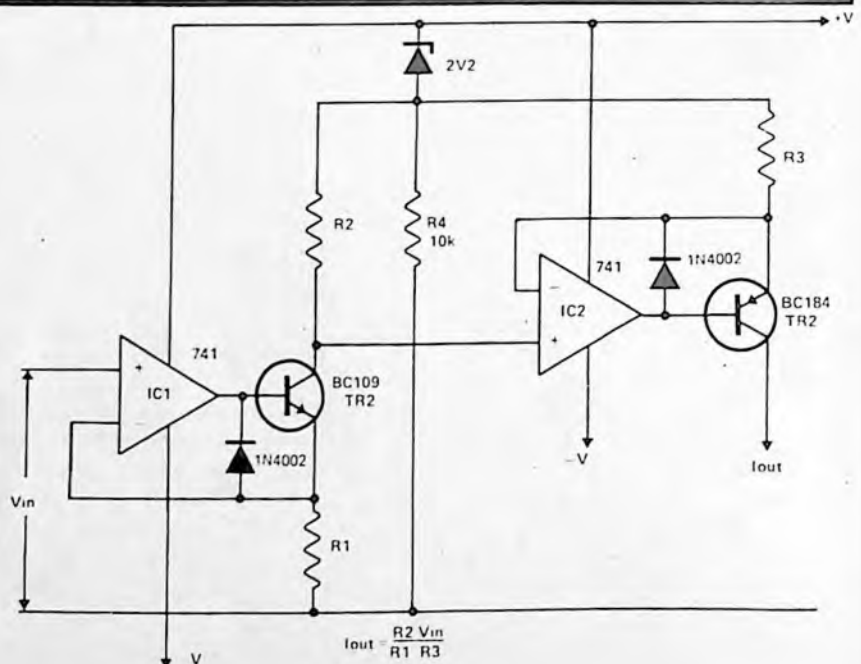 +V
2V2
R3
R2
R4
10k
1N4002
741
−
IC2
+
BC184
TR2
741
+
IC1
BC109
TR2
1N4002
−V
Iout
Vin
R1
Iout = R2 Vin
R1 R3
V